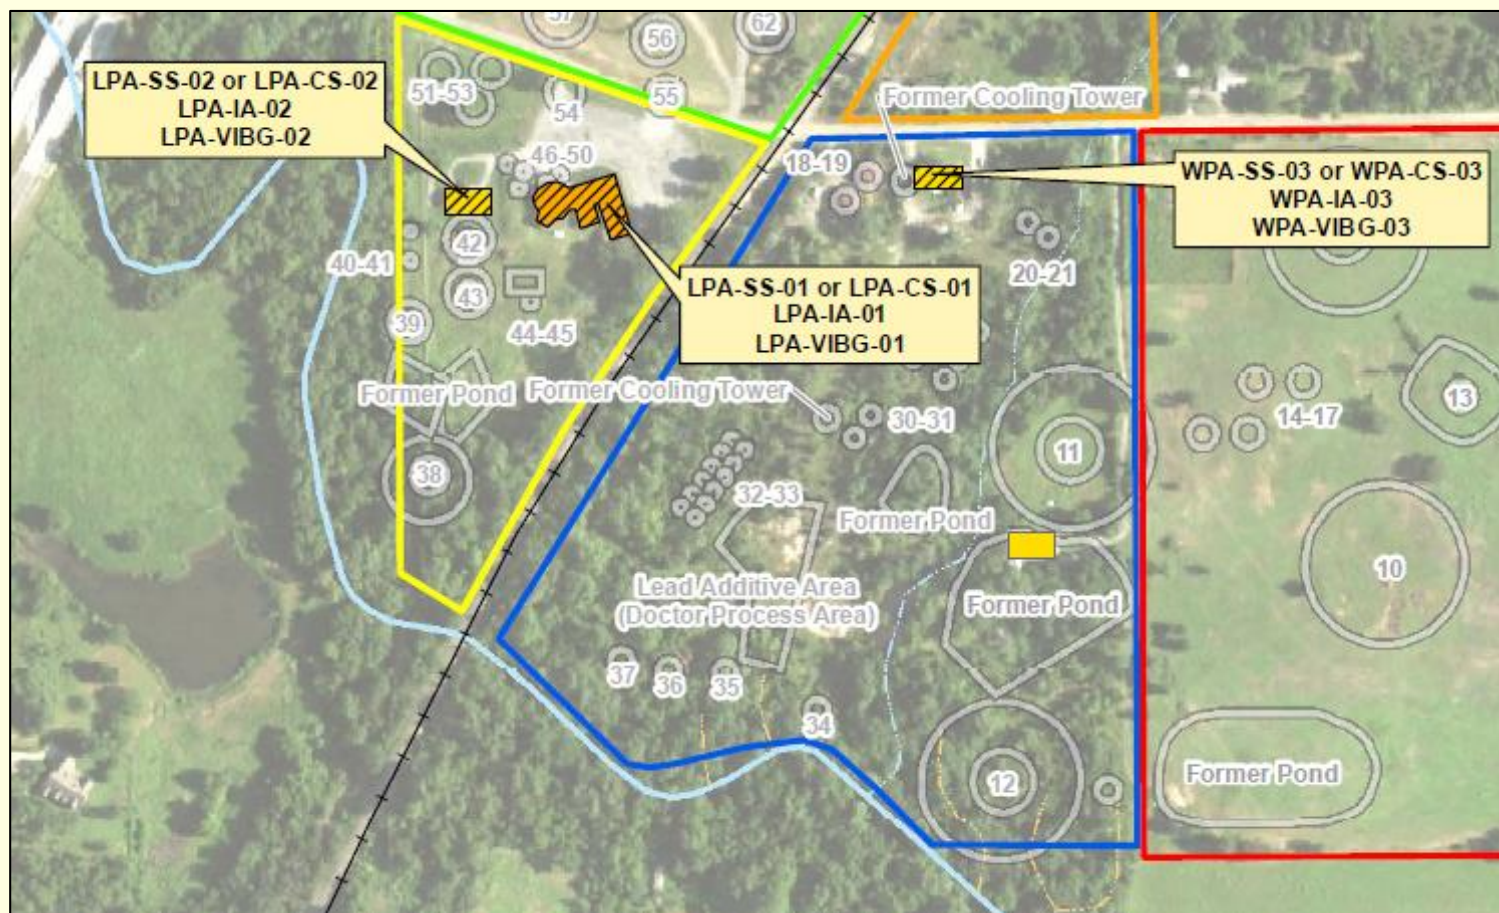 57
56
62
LPA-SS-02 or LPA-CS-02
LPA-IA-02
LPA-VIBG-02
51-53
54
55
Former Cooling Tower
46-50
18-19
WPA-SS-03 or WPA-CS-03
WPA-IA-03
WPA-VIBG-03
42
40-41
20-21
LPA-SS-01 or LPA-CS-01
LPA-IA-01
LPA-VIBG-01
43
39
44-45
Former Pond
Former Cooling Tower
30-31
14-17
13
11
38
32-33
Former Pond
10
Lead Additive Area
(Doctor Process Area)
Former Pond
37
36
35
34
12
Former Pond